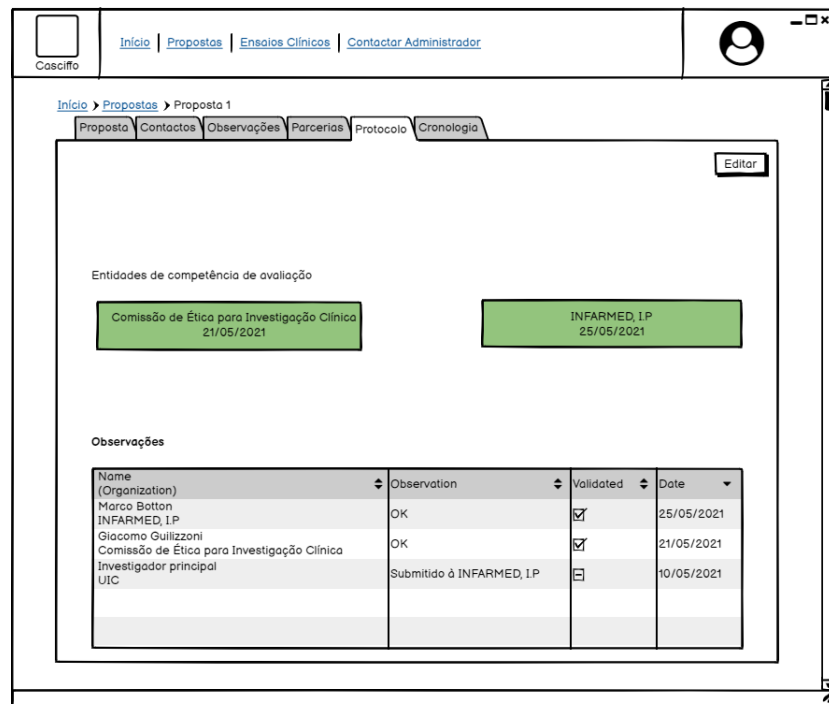 Casciffo
Início | Propostas | Ensaios Clínicos | Contactar Administrador
Início > Propostas > Proposta 1
Proposta Contactos Observações Parcerias Protocolo Cronologia
Editar
Entidades de competência de avaliação
Comissão de Ética para Investigação Clínica
21/05/2021
INFARMED, I.P
25/05/2021
Observações
Name
(Organization)
Observation
Validated
Date
Marco Botton
INFARMED, I.P
OK
25/05/2021
Giacomo Guilizzoni
Comissão de Ética para Investigação Clínica
OK
21/05/2021
Investigador principal
UIC
Submitido à INFARMED, I.P
10/05/2021